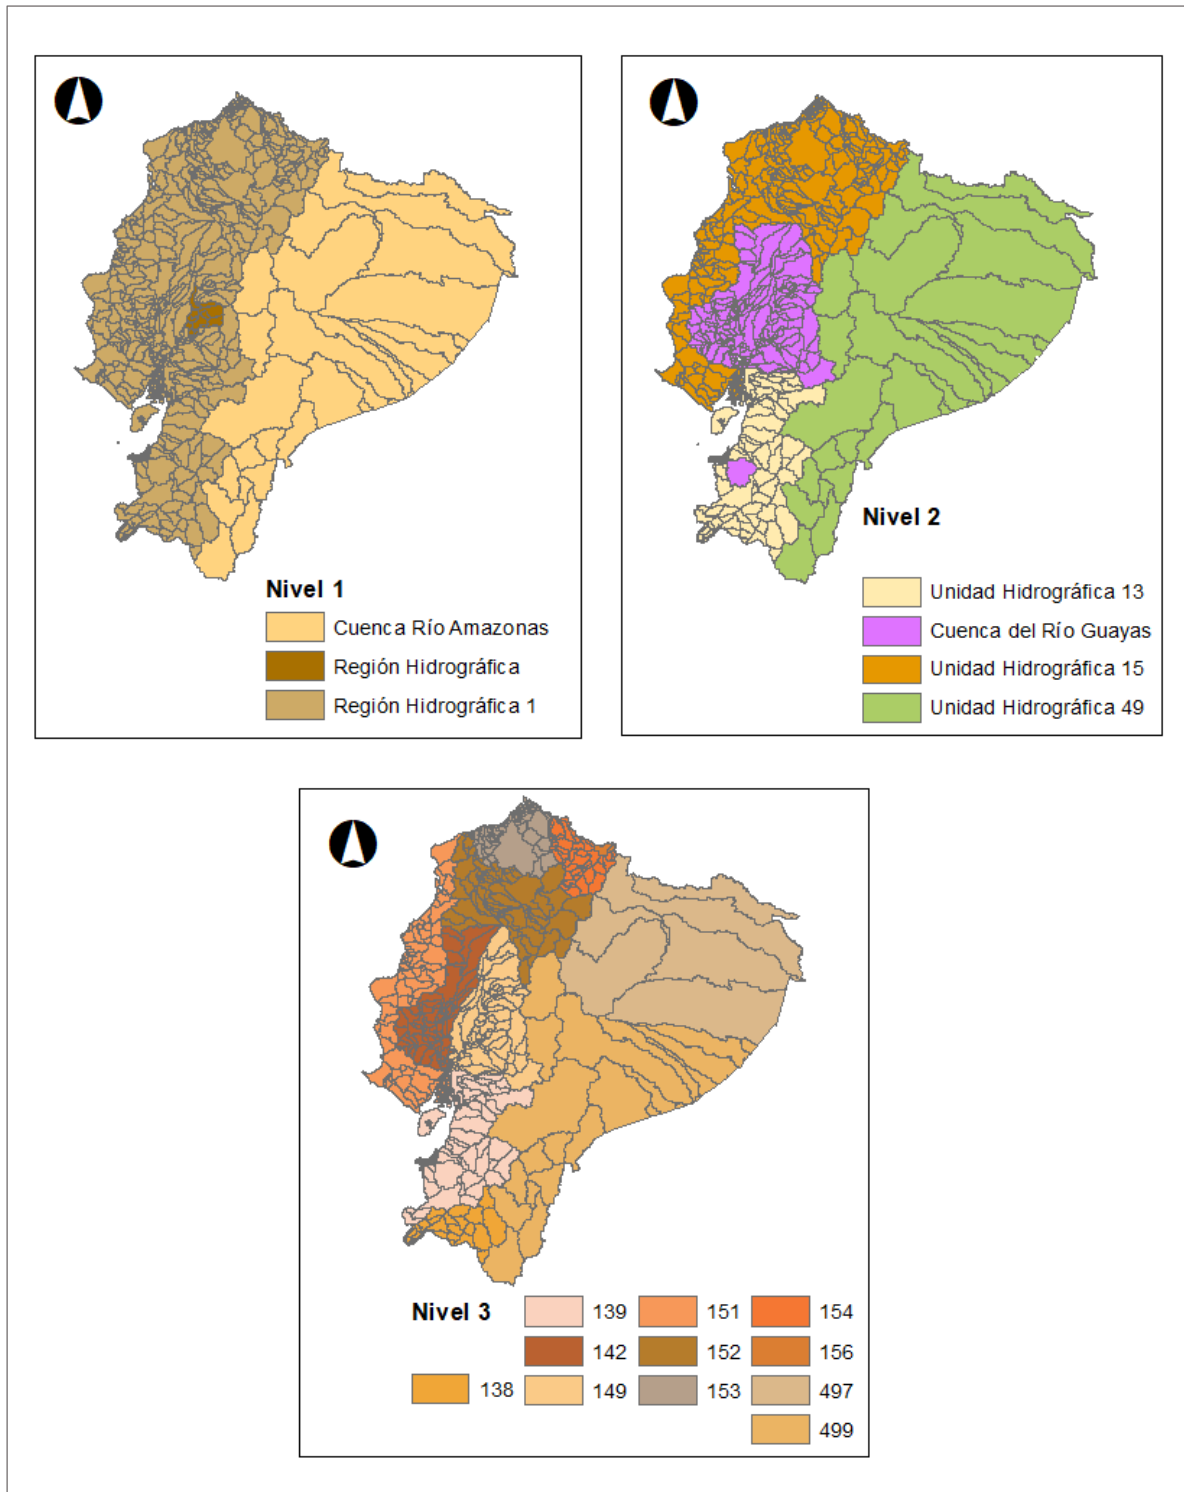 Nivel 1
Cuenca Río Amazonas
Región Hidrográfica
Región Hidrográfica 1
Nivel 2
Unidad Hidrográfica 13
Cuenca del Río Guayas
Unidad Hidrográfica 15
Unidad Hidrográfica 49
Nivel 3
139 151 154
142 152 156
138 149 153 497
499